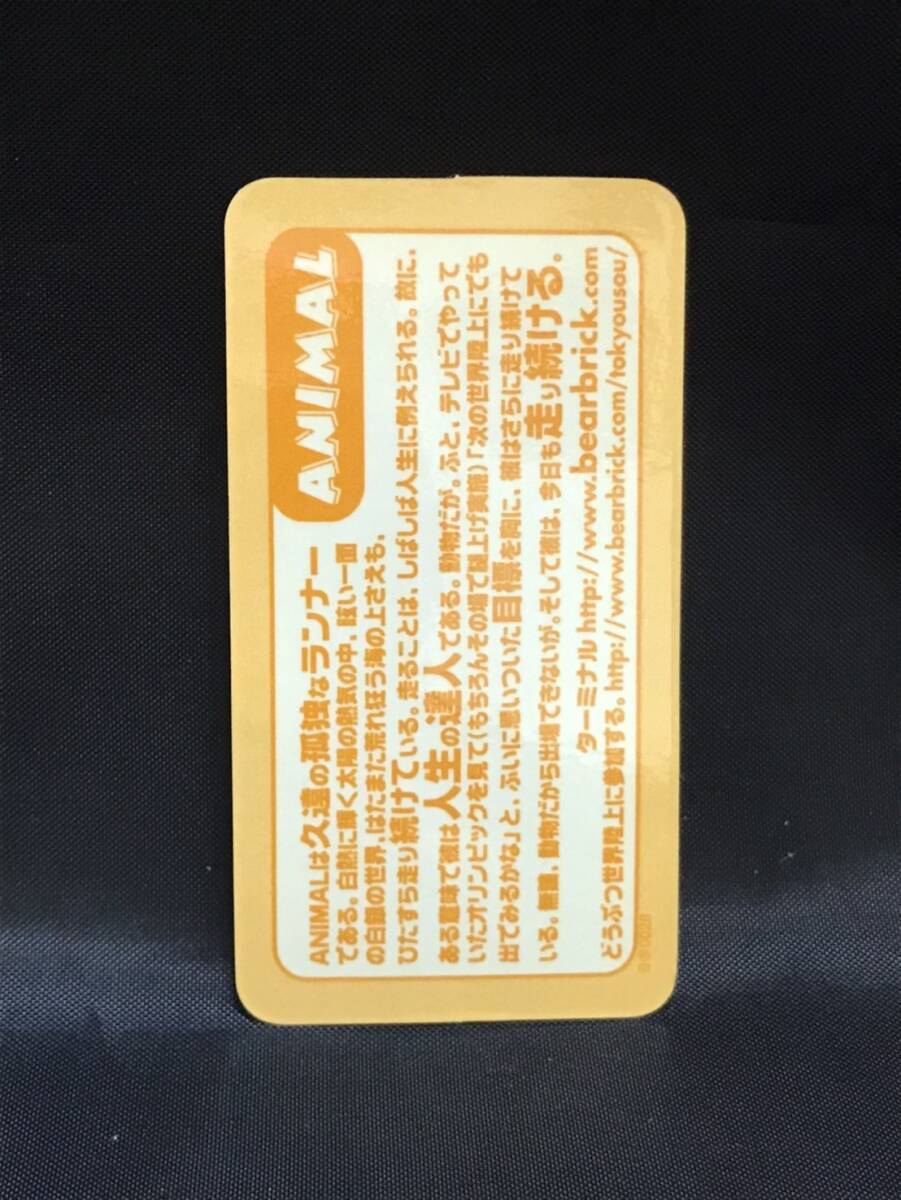 ANIMAL
ANIMALは久遠の孤独なランナー
である。白熱に輝く太陽の熱気の中、眩い一面
の白銀の世界、はたまた荒れ狂う海の上さえも、
ひたすら走り続けている。走ることは、しばしば人生に例えられる。故に、
ある意味で彼は人生の達人である。動物だが。ふと、テレビでやって
いたオリンピックを見て(もちろんその場で腿上げ実施)「次の世界陸上にでも
出てみるかな」と、ふいに思いついた目標を胸に、彼はさらに走り続けて
いる。無論、動物だから出場できないが。そして彼は、今日も走り続ける。
ターミナル http://www.bearbrick.com
どうぶつ世界陸上に参加する。http://www.bearbrick.com/tokyousou/